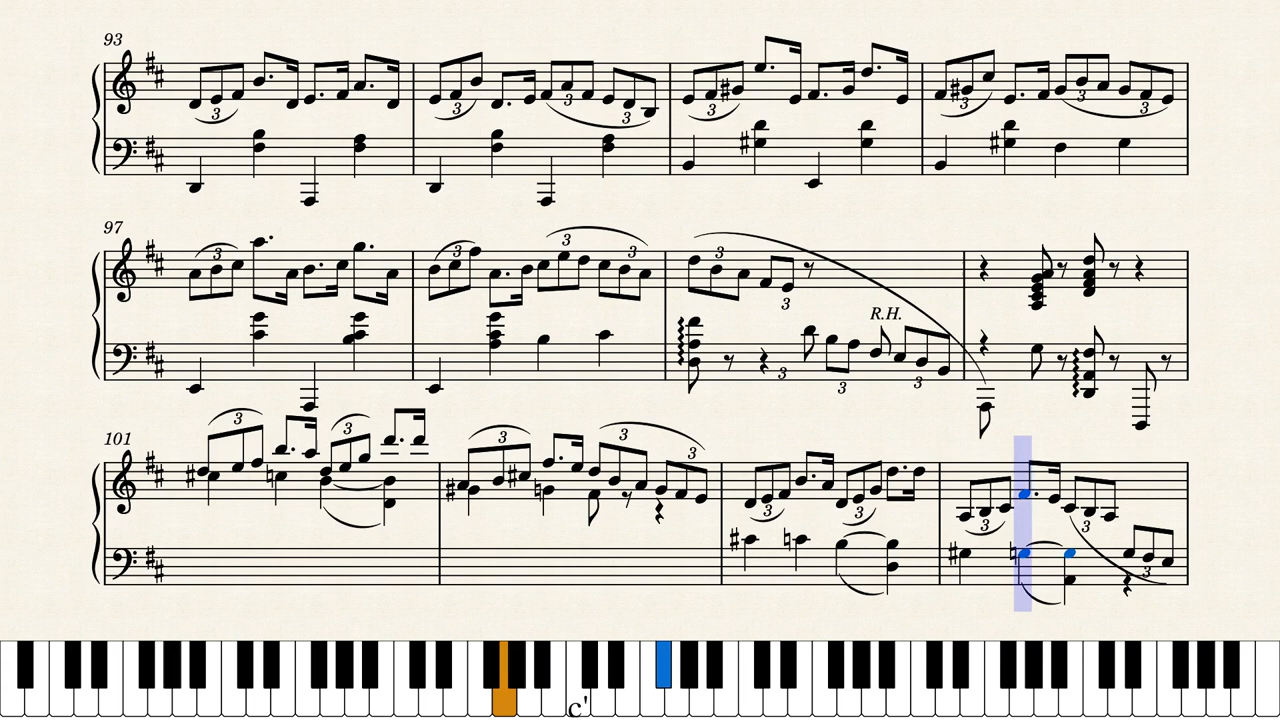 93
3 3 3 3 3 3 3
97
3 3 3 3
3
R.H.
3 3 3
101
3 3 3 3 3
3 3 3 3
3
c'